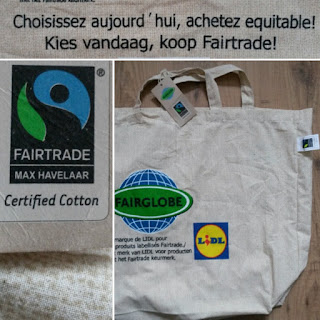 Choisissez aujourd'hui, achetez equitable!
Kies vandaag, koop Fairtrade!
®
FAIRTRADE
MAX HAVELAAR
Certified Cotton
FAIRGLOBE
LIDL
marque de LIDL pour
produits labellisés Fairtrade./
merk van LIDL voor producten
het Fairtrade keurmerk.